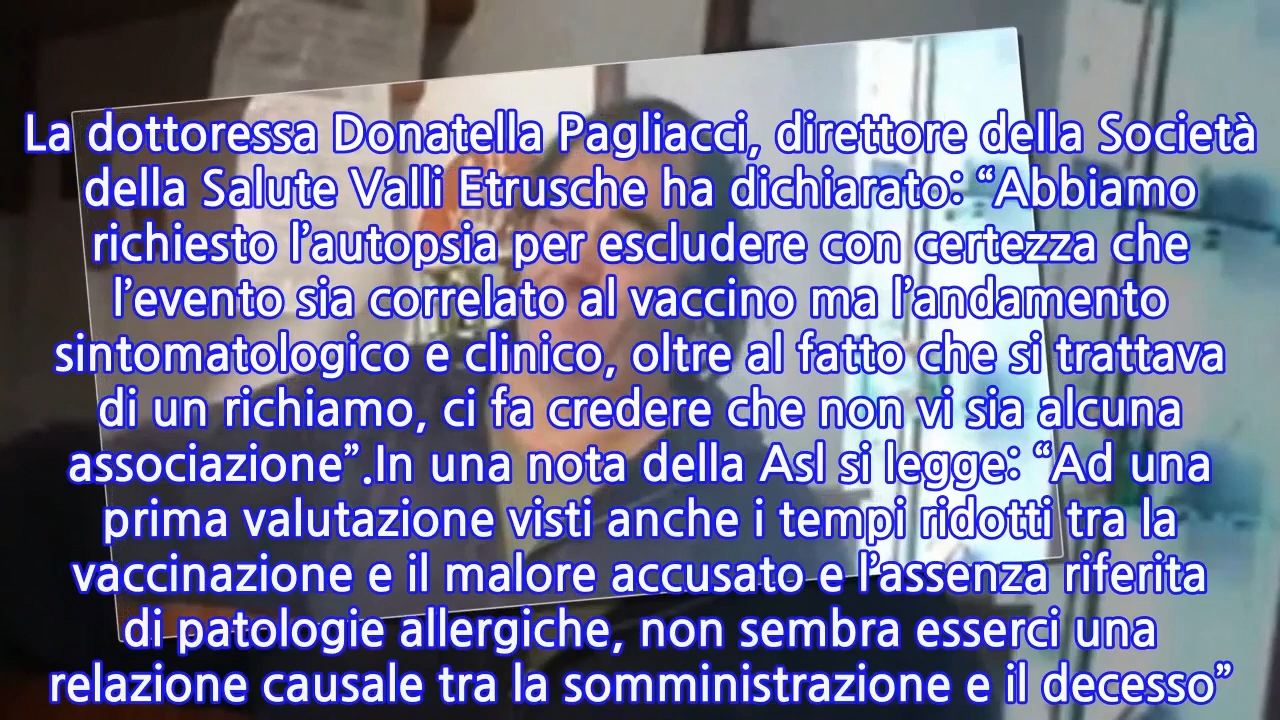 La dottoressa Donatella Pagliacci, direttore della Società
della Salute Valli Etrusche ha dichiarato: “Abbiamo
richiesto l’autopsia per escludere con certezza che
l’evento sia correlato al vaccino ma l’andamento
sintomatologico e clinico, oltre al fatto che si trattava
di un richiamo, ci fa credere che non vi sia alcuna
associazione”.In una nota della Asl si legge: “Ad una
prima valutazione visti anche i tempi ridotti tra la
vaccinazione e il malore accusato e l’assenza riferita
di patologie allergiche, non sembra esserci una
relazione causale tra la somministrazione e il decesso”